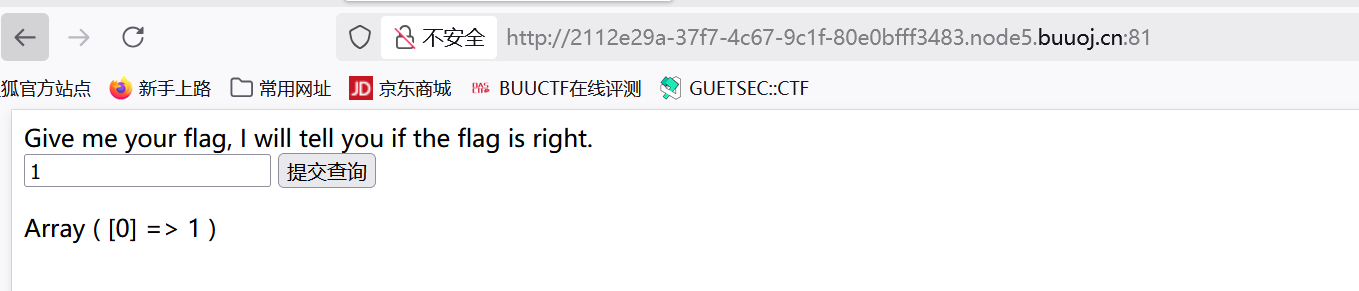 不安全 http://2112e29a-37f7-4c67-9c1f-80e0bfff3483.node5.buuoj.cn:81
狐官方站点 新手上路 常用网址 JD 京东商城 BUUCTF在线评测 GUETSEC::CTF
Give me your flag, I will tell you if the flag is right.
1 提交查询
Array ( [0] => 1 )